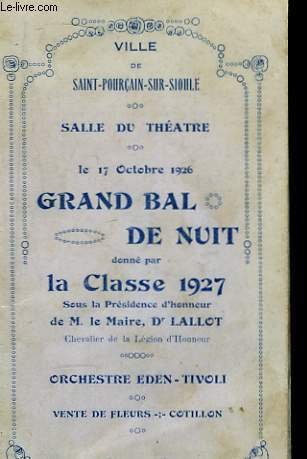 Le-livre.com
VILLE
DE
SAINT-POURÇAIN-SUR-SIOULE
SALLE DU THÉATRE
le 17 Octobre 1926
GRAND BAL
DE NUIT
donné par
la Classe 1927
Sous la Présidence d'honneur
de M. le Maire, Dr LALLOT
Chevalier de la Légion d'Honneur
ORCHESTRE EDEN-TIVOLI
VENTE DE FLEURS -:- COTILLON